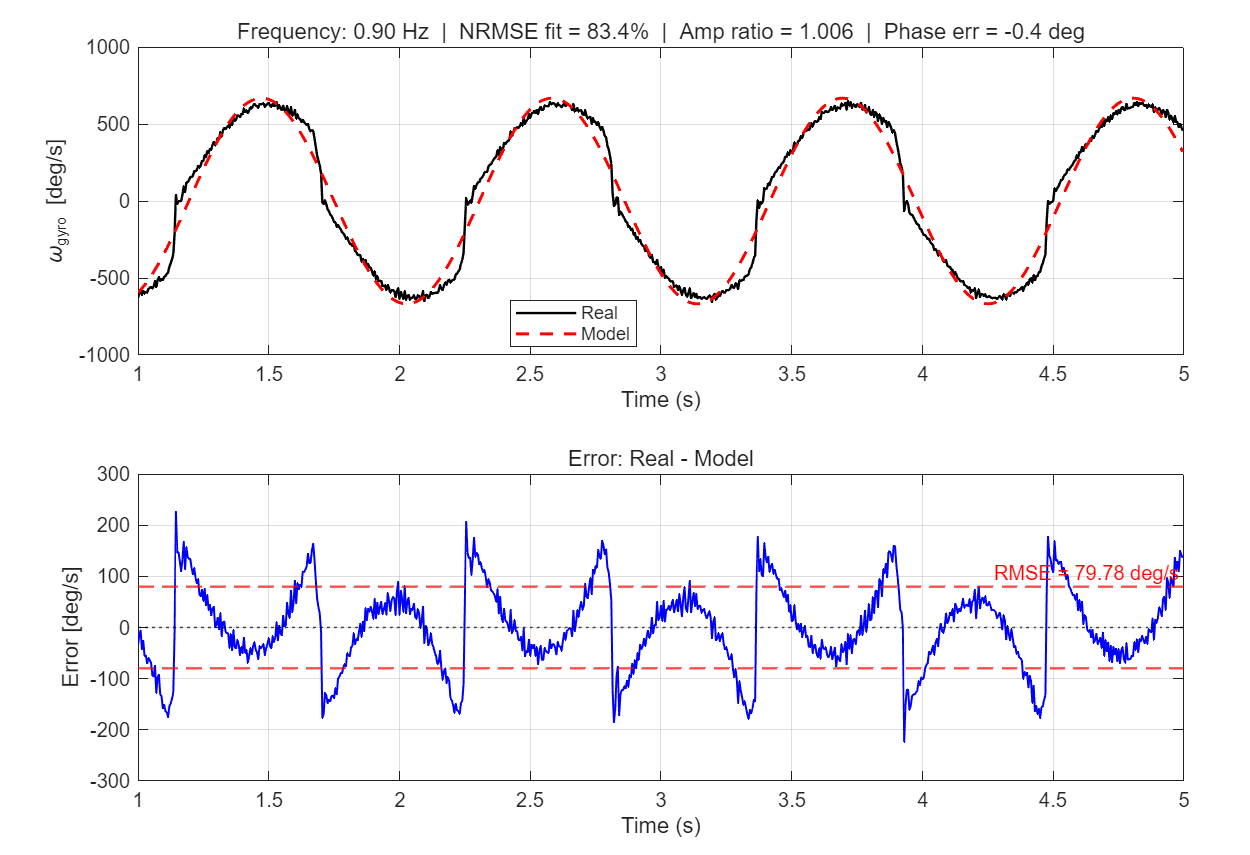 Frequency: 0.90 Hz | NRMSE fit = 83.4% | Amp ratio = 1.006 | Phase err = -0.4 deg
1000
500
0
-500
-1000
ω_gyro [deg/s]
Real
Model
1 1.5 2 2.5 3 3.5 4 4.5 5
Time (s)
Error: Real - Model
300
200
100
0
-100
-200
-300
Error [deg/s]
RMSE = 79.78 deg/s
1 1.5 2 2.5 3 3.5 4 4.5 5
Time (s)